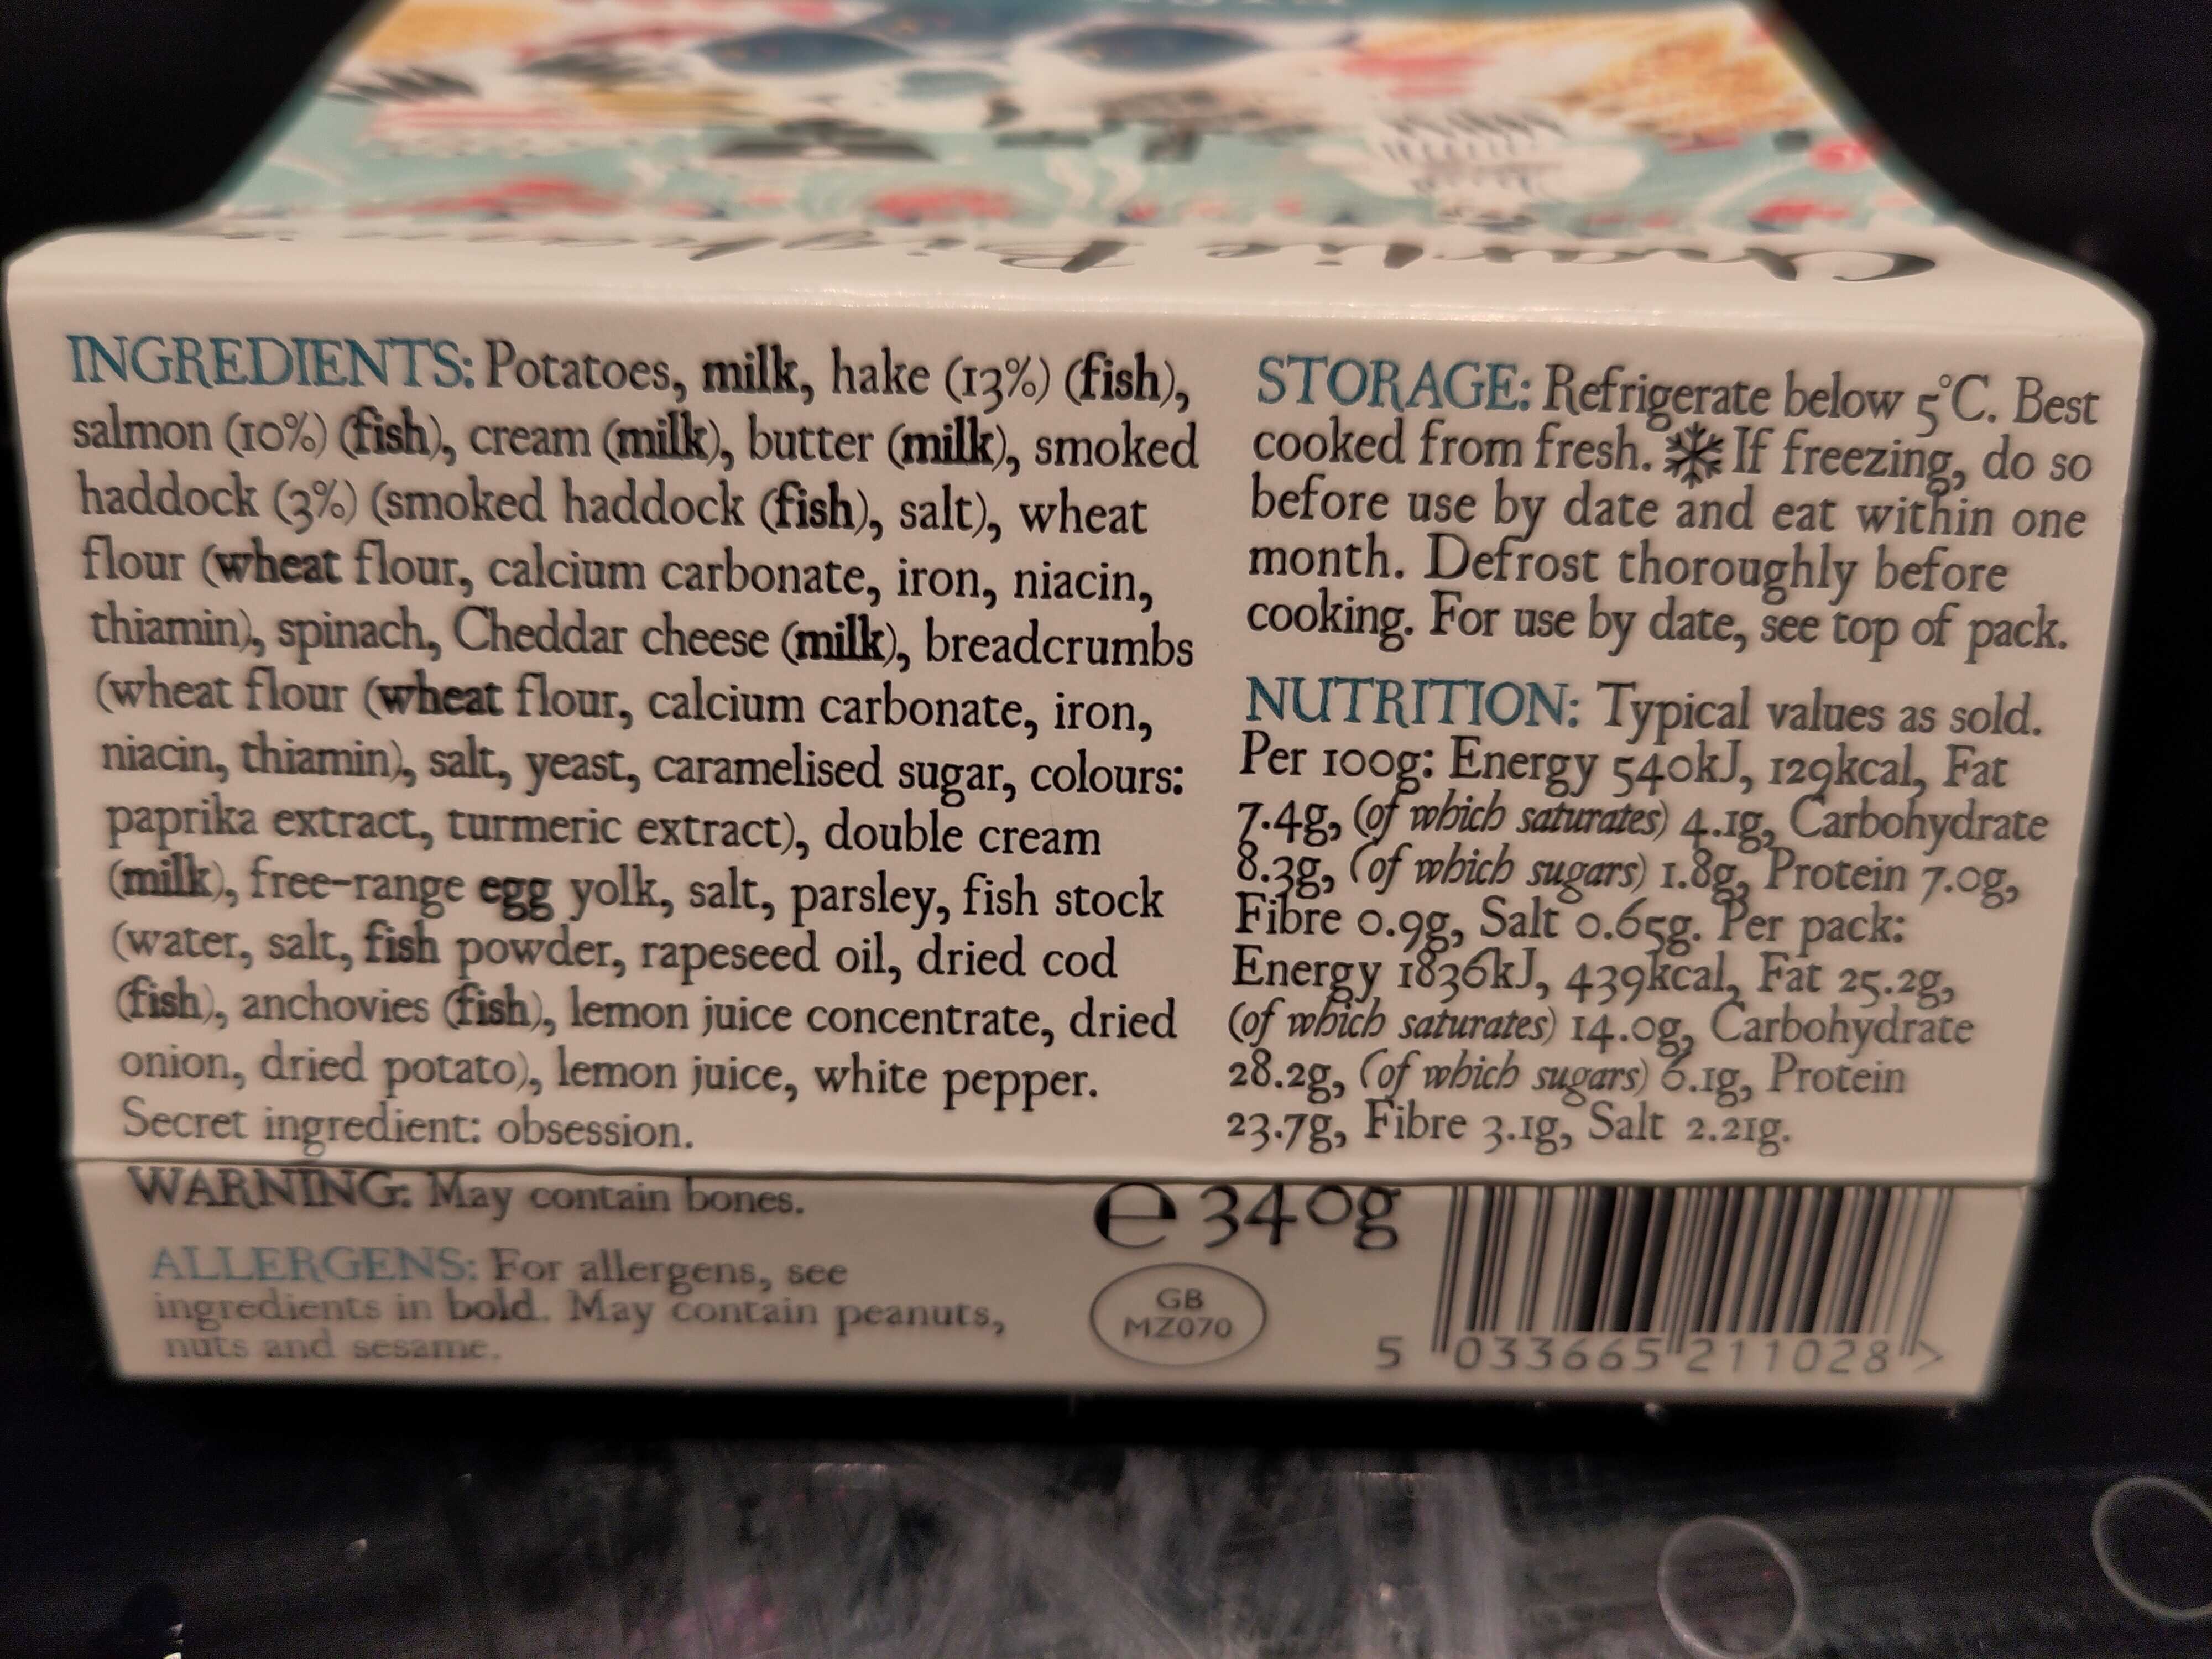 Charlie Bigham's
INGREDIENTS: Potatoes, milk, hake (13%) (fish),
salmon (10%) (fish), cream (milk), butter (milk), smoked
haddock (3%) (smoked haddock (fish), salt), wheat
flour (wheat flour, calcium carbonate, iron, niacin,
thiamin), spinach, Cheddar cheese (milk), breadcrumbs
(wheat flour (wheat flour, calcium carbonate, iron,
niacin, thiamin), salt, yeast, caramelised sugar, colours:
paprika extract, turmeric extract), double cream
(milk), free-range egg yolk, salt, parsley, fish stock
(water, salt, fish powder, rapeseed oil, dried cod
(fish), anchovies (fish), lemon juice concentrate, dried
onion, dried potato), lemon juice, white pepper.
Secret ingredient: obsession.
WARNING: May contain bones.
ALLERGENS: For allergens, see
ingredients in bold. May contain peanuts,
nuts and sesame.
STORAGE: Refrigerate below 5°C. Best
cooked from fresh. If freezing, do so
before use by date and eat within one
month. Defrost thoroughly before
cooking. For use by date, see top of pack.
NUTRITION: Typical values as sold.
Per 100g: Energy 540kJ, 129kcal, Fat
7.4g, (of which saturates) 4.1g, Carbohydrate
8.3g, (of which sugars) 1.8g, Protein 7.0g,
Fibre 0.9g, Salt 0.65g. Per pack:
Energy 1836kJ, 439kcal, Fat 25.2g,
(of which saturates) 14.0g, Carbohydrate
28.2g, (of which sugars) 6.1g, Protein
23.7g, Fibre 3.1g, Salt 2.21g.
e 340g
GB
MZ070
5 033665 211028 >